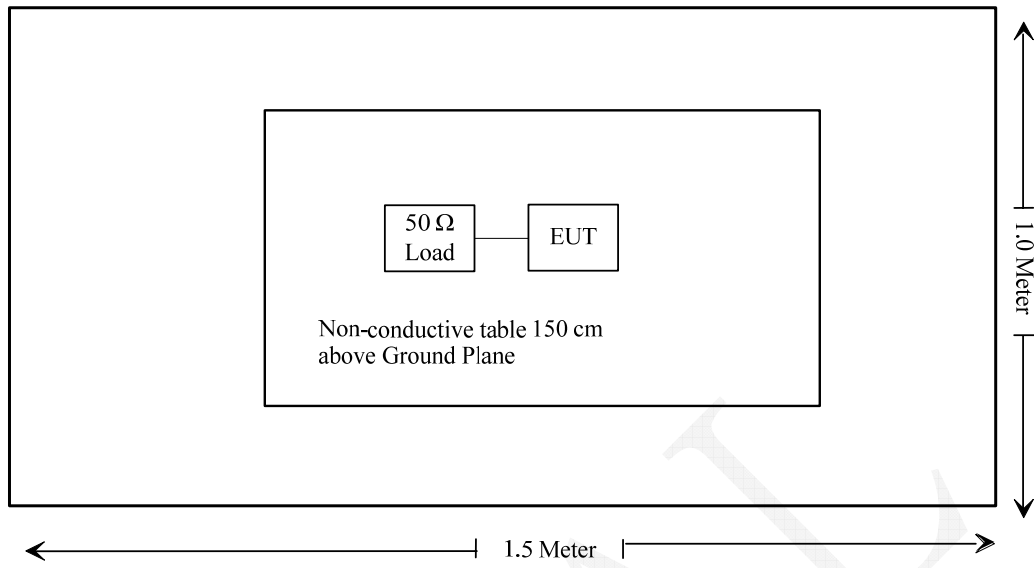 50 Ω
Load
EUT
Non-conductive table 150 cm
above Ground Plane
1.0 Meter
1.5 Meter